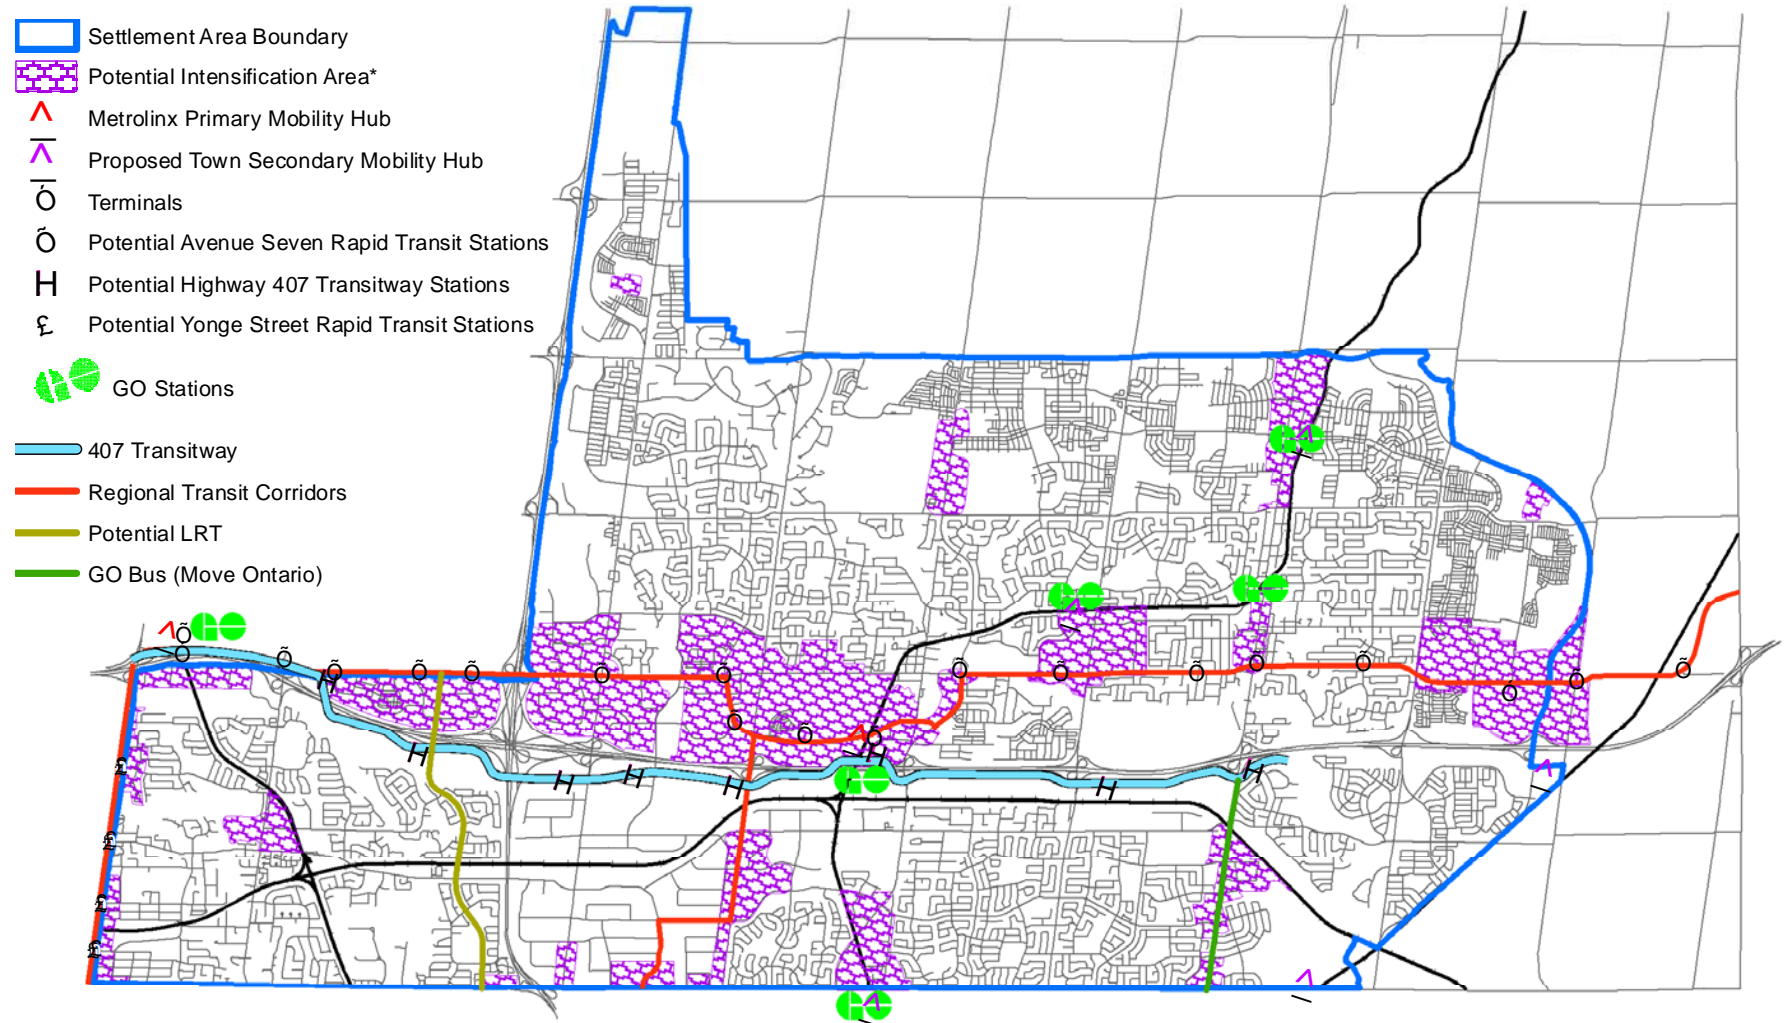 Settlement Area Boundary
Potential Intensification Area*
Metrolinx Primary Mobility Hub
Proposed Town Secondary Mobility Hub
Terminals
Potential Avenue Seven Rapid Transit Stations
Potential Highway 407 Transitway Stations
Potential Yonge Street Rapid Transit Stations
GO Stations
407 Transitway
Regional Transit Corridors
Potential LRT
GO Bus (Move Ontario)